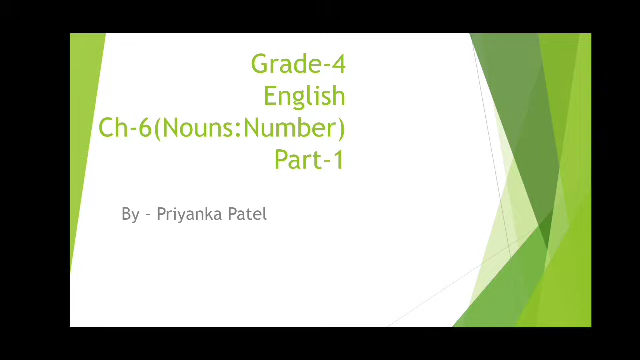 Grade-4
English
Ch-6(Nouns:Number)
Part-1
By - Priyanka Patel